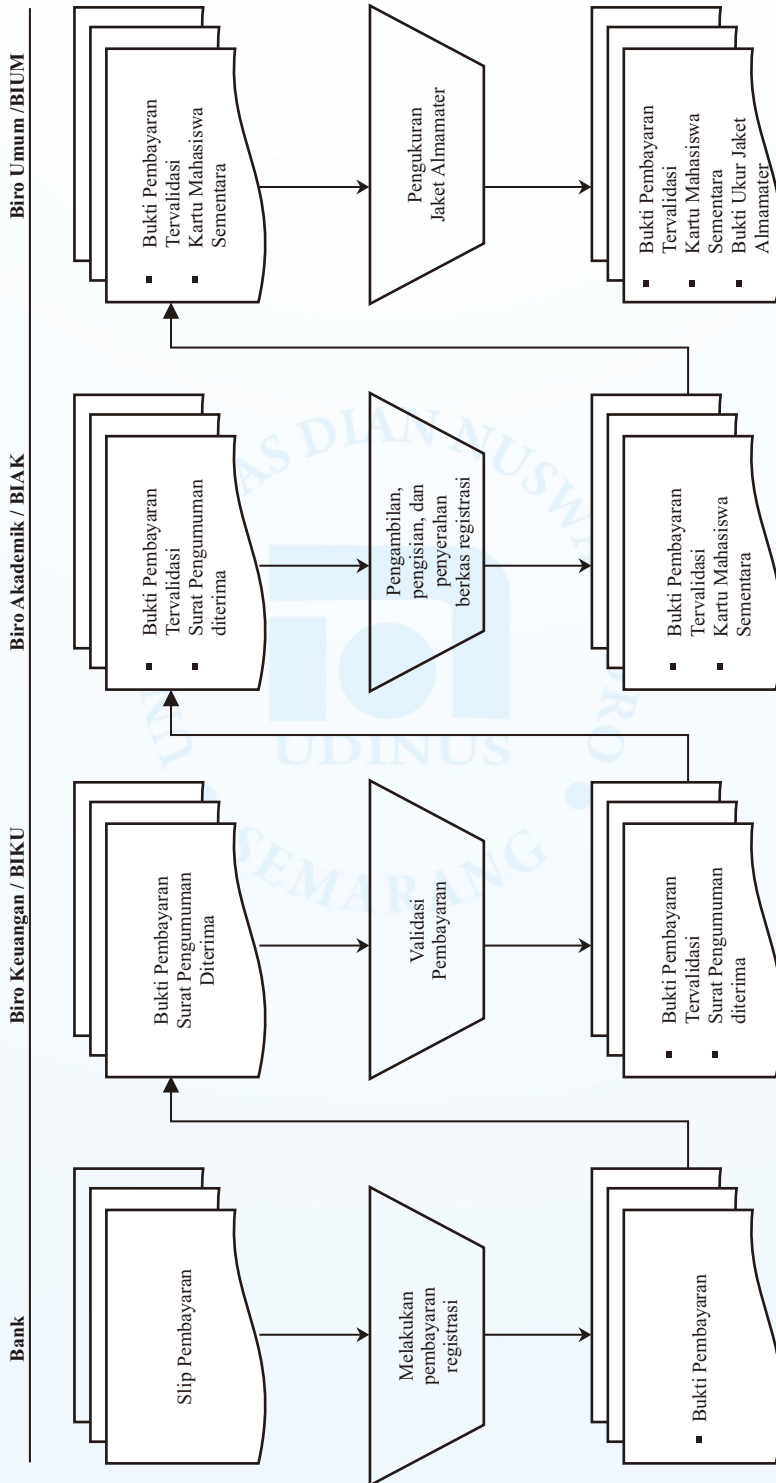 Bank
Slip Pembayaran
Melakukan
pembayaran
registrasi
▪ Bukti Pembayaran
Biro Keuangan / BIKU
Bukti Pembayaran
Surat Pengumuman
Diterima
Validasi
Pembayaran
▪ Bukti Pembayaran
Tervalidasi
▪ Surat Pengumuman
diterima
Biro Akademik / BIAK
▪ Bukti Pembayaran
Tervalidasi
▪ Surat Pengumuman
diterima
Pengambilan,
pengisian, dan
penyerahan
berkas registrasi
▪ Bukti Pembayaran
Tervalidasi
▪ Kartu Mahasiswa
Sementara
Biro Umum /BIUM
▪ Bukti Pembayaran
Tervalidasi
▪ Kartu Mahasiswa
Sementara
Pengukuran
Jaket Almamater
▪ Bukti Pembayaran
Tervalidasi
▪ Kartu Mahasiswa
Sementara
▪ Bukti Ukur Jaket
Almamater
UDINUS
SEMARANG